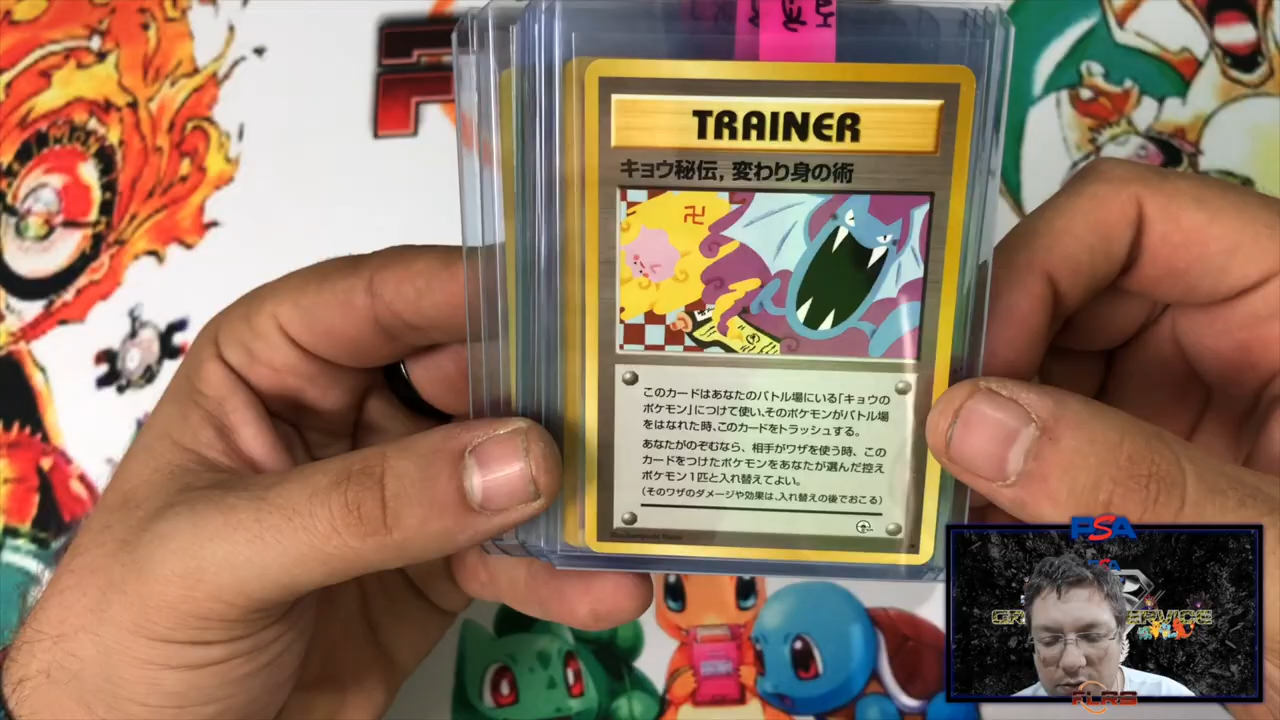 TRAINER
キョウ秘伝,変わり身の術
卍
このカードはあなたのバトル場にいる「キョウの
ポケモン」につけて使い、そのポケモンがバトル場
をはなれた時、このカードをトラッシュする。
あなたがのぞむなら、相手がワザを使う時、この
カードをつけたポケモンをあなたが選んだ控え
ポケモン1匹と入れ替えてよい。
(そのワザのダメージや効果は、入れ替えの後でおこる)
PSA
PSA